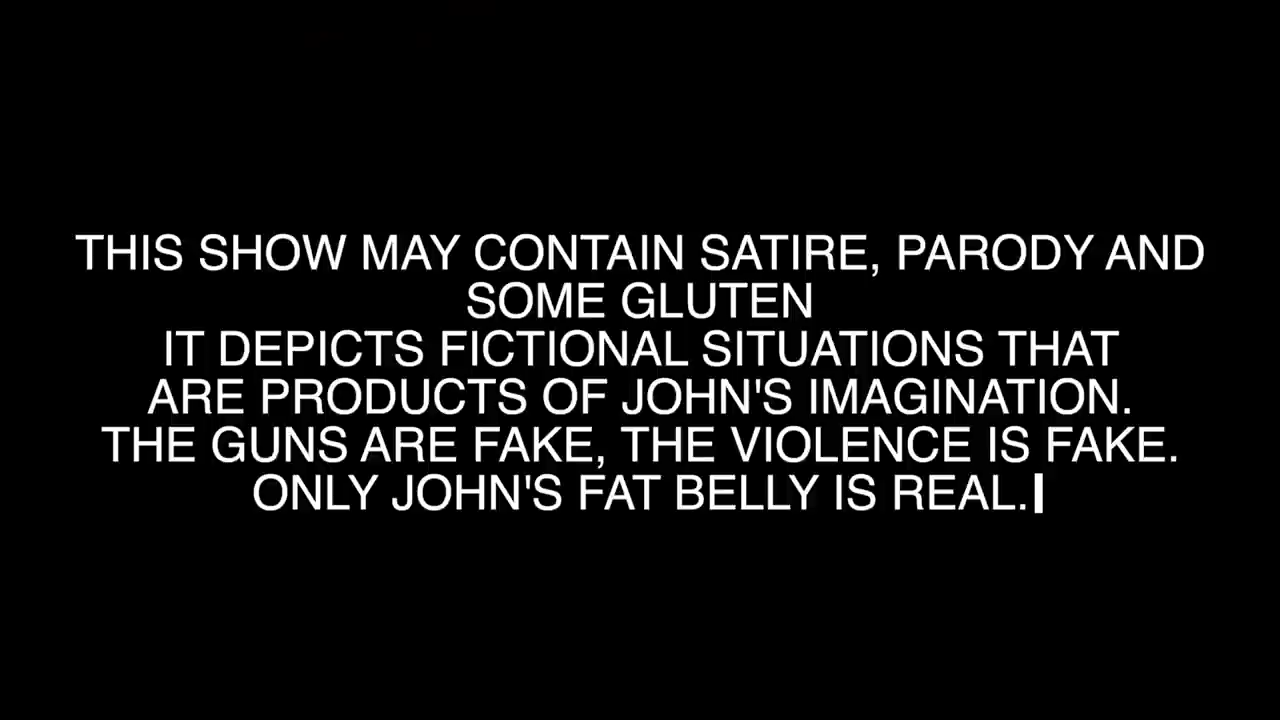 THIS SHOW MAY CONTAIN SATIRE, PARODY AND
SOME GLUTEN
IT DEPICTS FICTIONAL SITUATIONS THAT
ARE PRODUCTS OF JOHN'S IMAGINATION.
THE GUNS ARE FAKE, THE VIOLENCE IS FAKE.
ONLY JOHN'S FAT BELLY IS REAL.